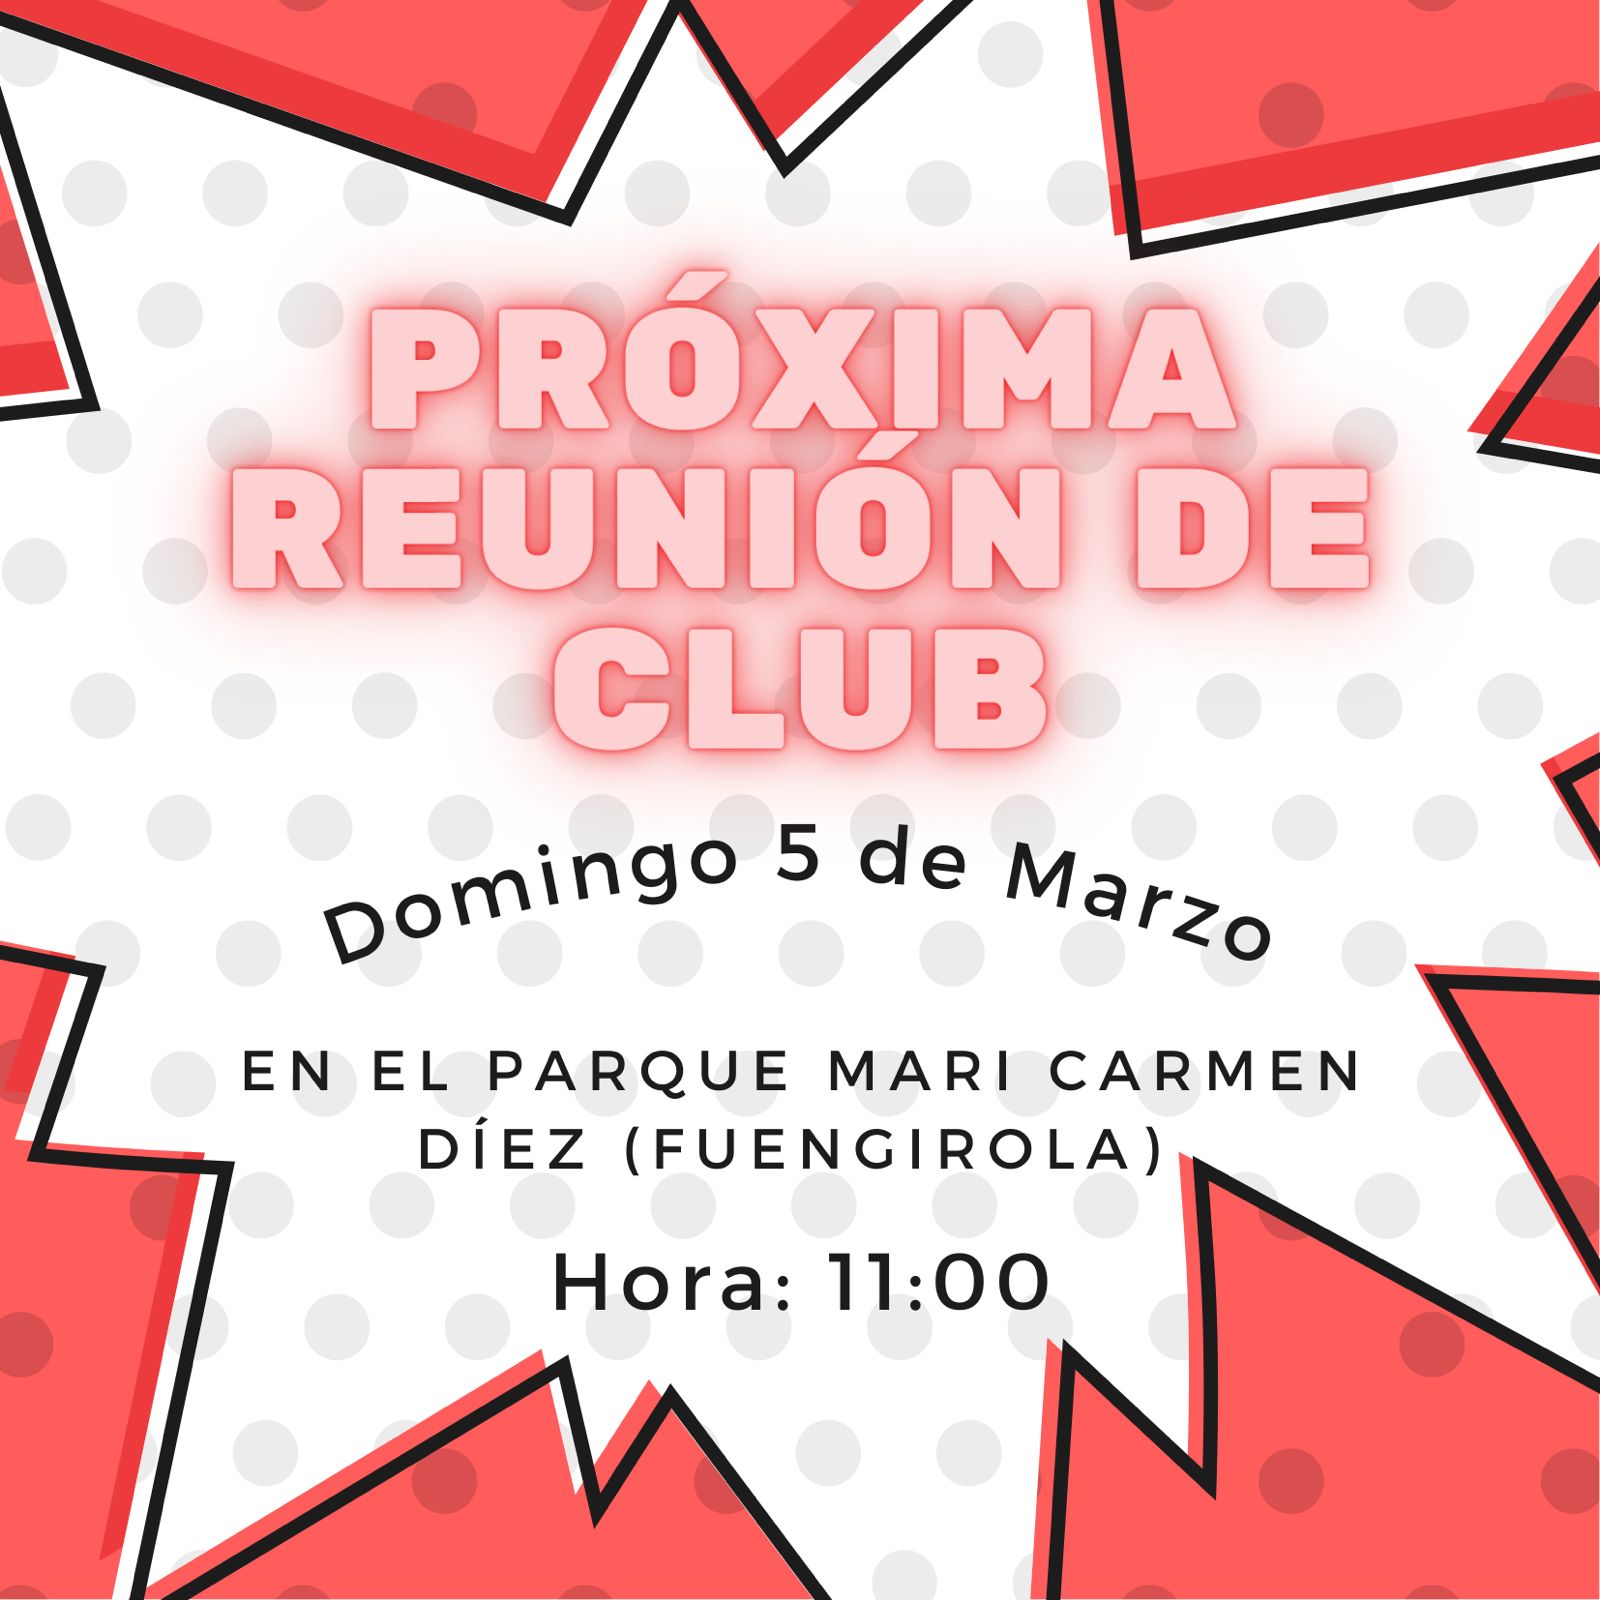 PRÓXIMA
REUNIÓN DE
CLUB
Domingo 5 de Marzo
EN EL PARQUE MARI CARMEN
DÍEZ (FUENGIROLA)
Hora: 11:00